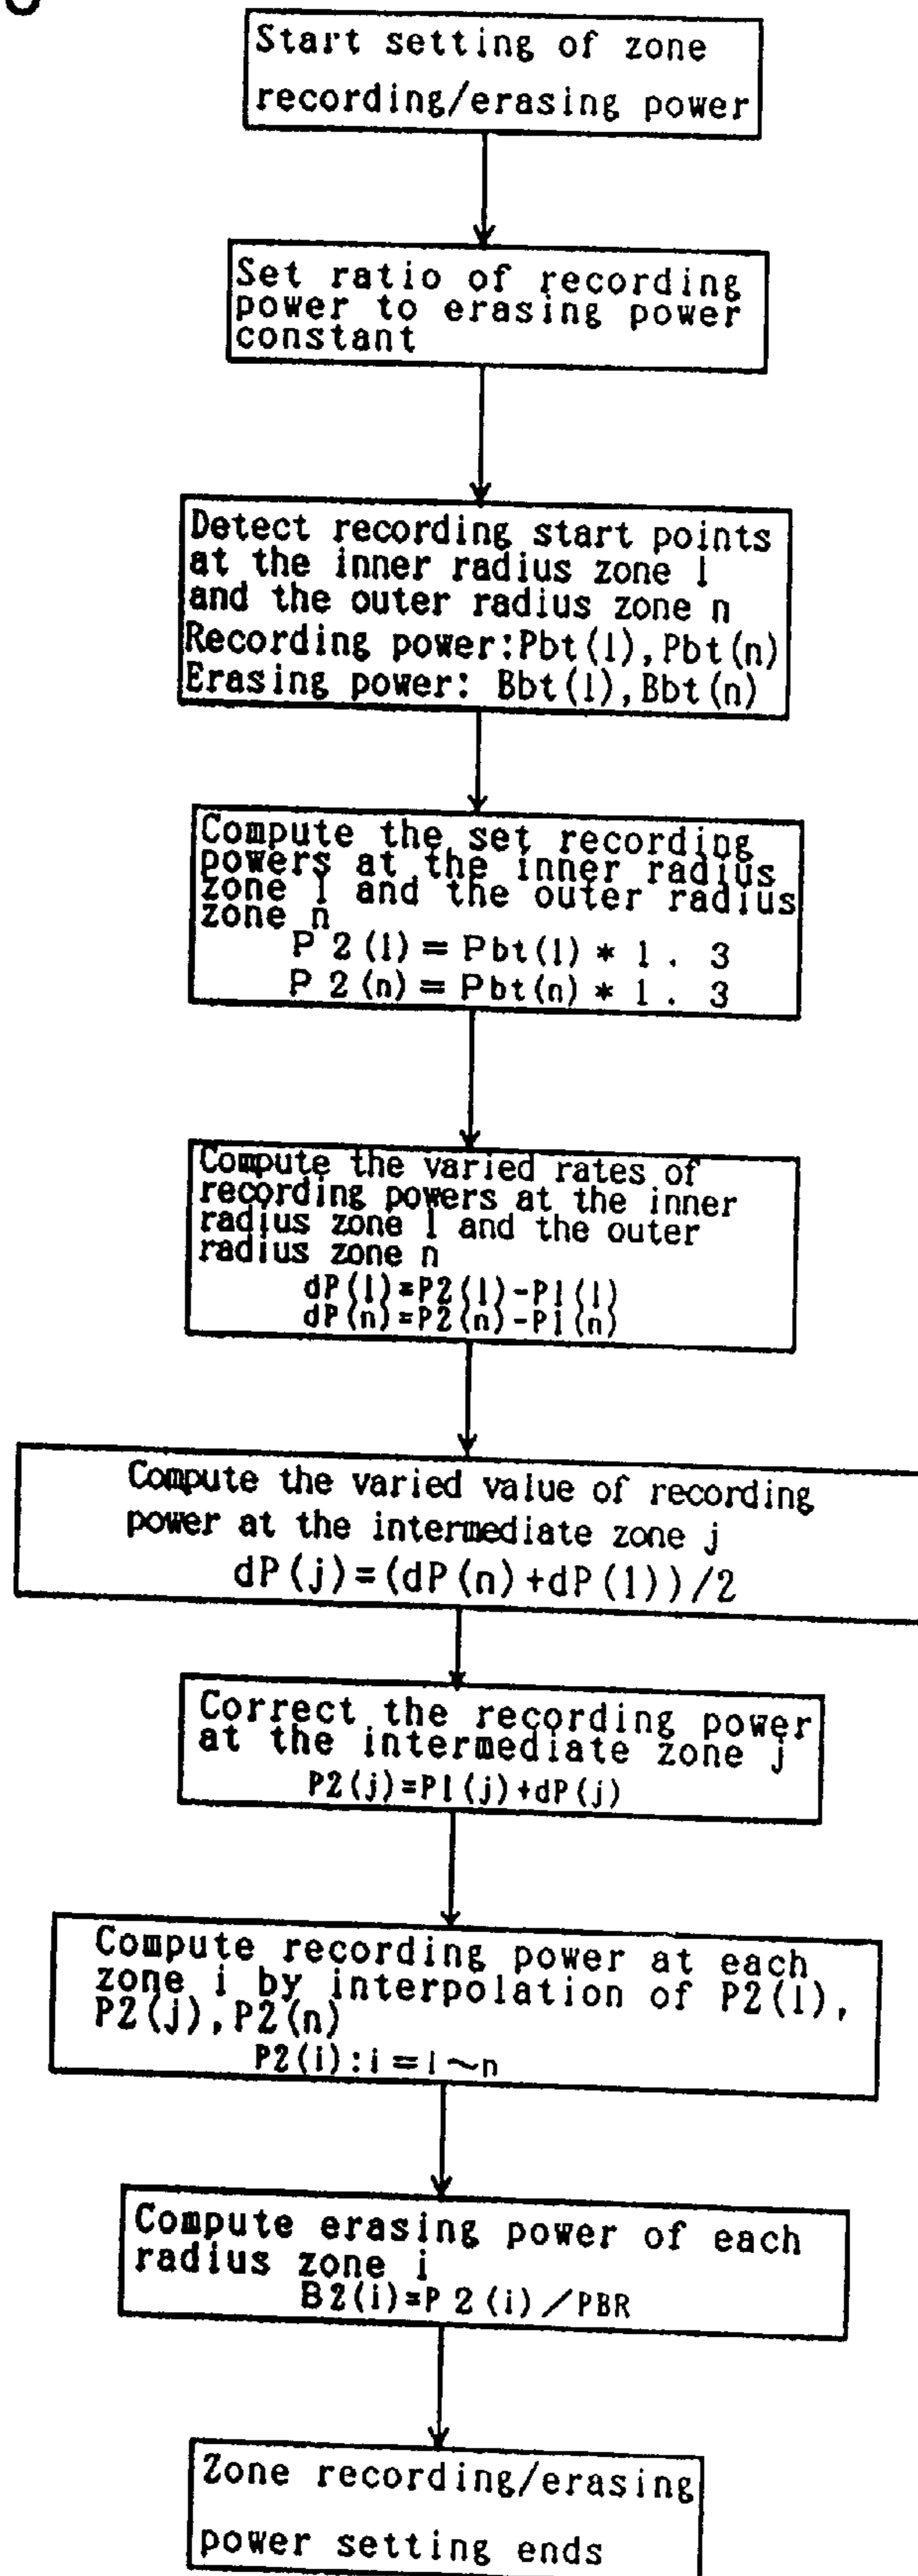 Start setting of zone
recording/erasing power
Set ratio of recording
power to erasing power
constant
Detect recording start points
at the inner radius zone 1
and the outer radius zone n
Recording power:Pbt(1),Pbt(n)
Erasing power: Bbt(1),Bbt(n)
Compute the set recording
powers at the inner radius
zone 1 and the outer radius
zone n
P2(1)=Pbt(1)*1.3
P2(n)=Pbt(n)*1.3
Compute the varied rates of
recording powers at the inner
radius zone 1 and the outer
radius zone n
dP(1)=P2(1)-P1(1)
dP(n)=P2(n)-P1(n)
Compute the varied value of recording
power at the intermediate zone j
dP(j)=(dP(n)+dP(1))/2
Correct the recording power
at the intermediate zone j
P2(j)=P1(j)+dP(j)
Compute recording power at each
zone i by interpolation of P2(1),
P2(j),P2(n)
P2(i):i=1~n
Compute erasing power of each
radius zone i
B2(i)=P2(i)/PBR
Zone recording/erasing
power setting ends